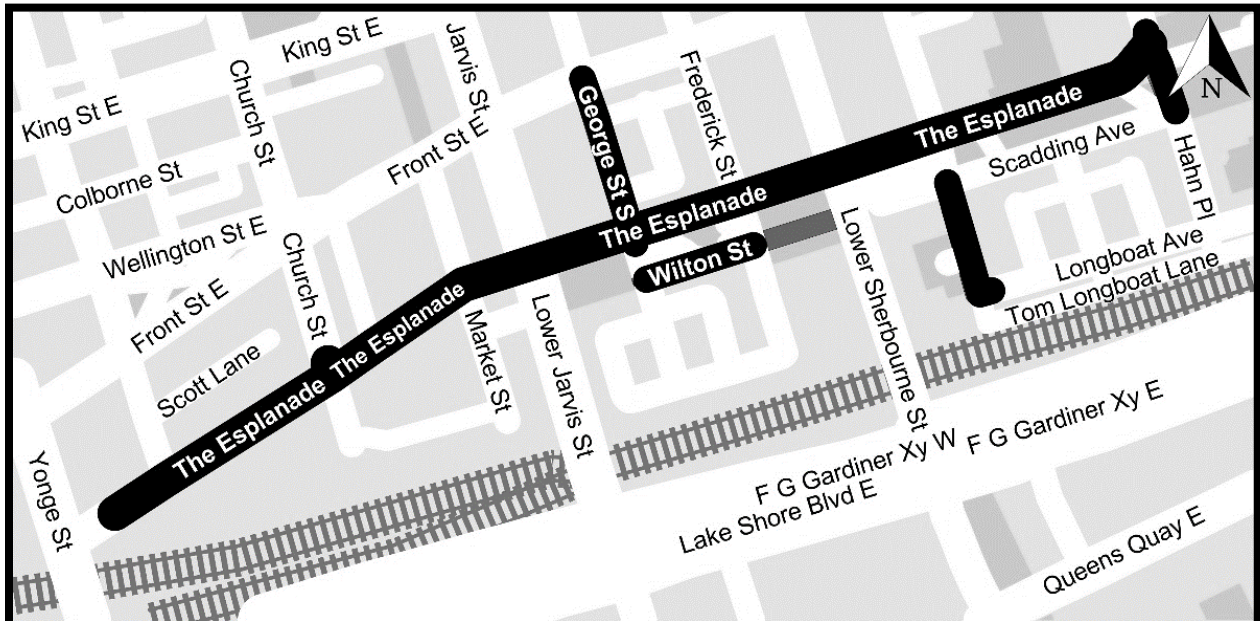 King St E
Jarvis St
Frederick St
Church St
King St E
George St S
The Esplanade
N
Colborne St
Front St E
Scadding Ave
Hahn Pl
Wellington St E
Church St
The Esplanade
Wilton St
Lower Sherbourne St
Longboat Ave
Tom Longboat Lane
Front St E
The Esplanade
Market St
Lower Jarvis St
Scott Lane
The Esplanade
Yonge St
F G Gardiner Xy W
F G Gardiner Xy E
Lake Shore Blvd E
Queens Quay E